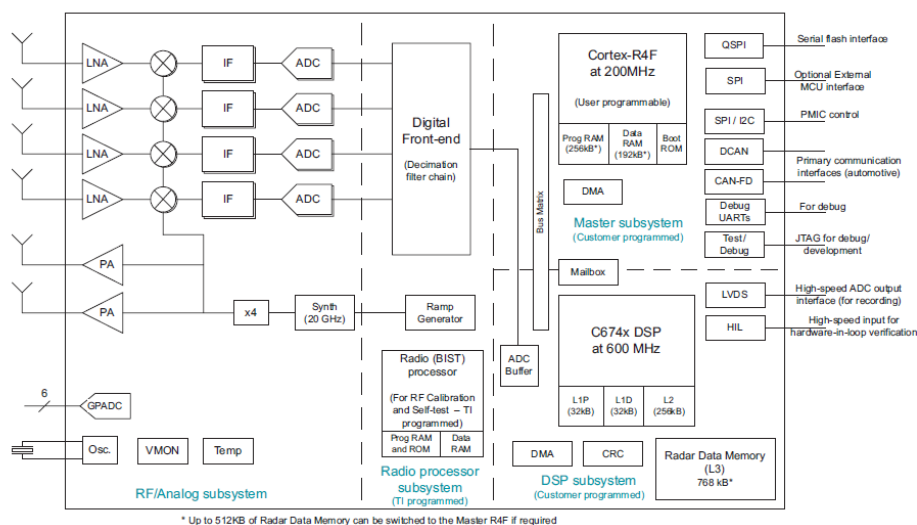 LNA
IF
ADC
LNA
IF
ADC
LNA
IF
ADC
LNA
IF
ADC
PA
PA
x4
Synth
(20 GHz)
6
GPADC
Osc.
VMON
Temp
RF/Analog subsystem
Digital
Front-end
(Decimation
filter chain)
Ramp
Generator
Radio (BIST)
processor
(For RF Calibration
and Self-test – TI
programmed)
Prog RAM
and ROM
Data
RAM
Radio processor
subsystem
(TI programmed)
ADC
Buffer
Bus Matrix
Cortex-R4F
at 200MHz
(User programmable)
Prog RAM
(256kB*)
Data
RAM
(192kB*)
Boot
ROM
DMA
Master subsystem
(Customer programmed)
Mailbox
C674x DSP
at 600 MHz
L1P
(32kB)
L1D
(32kB)
L2
(256kB)
DMA
CRC
DSP subsystem
(Customer programmed)
Radar Data Memory
(L3)
768 kB*
QSPI
Serial flash interface
SPI
Optional External
MCU interface
SPI / I2C
PMIC control
DCAN
CAN-FD
Primary communication
interfaces (automotive)
Debug
UARTs
For debug
Test/
Debug
JTAG for debug/
development
LVDS
High-speed ADC output
interface (for recording)
HIL
High-speed input for
hardware-in-loop verification
* Up to 512KB of Radar Data Memory can be switched to the Master R4F if required